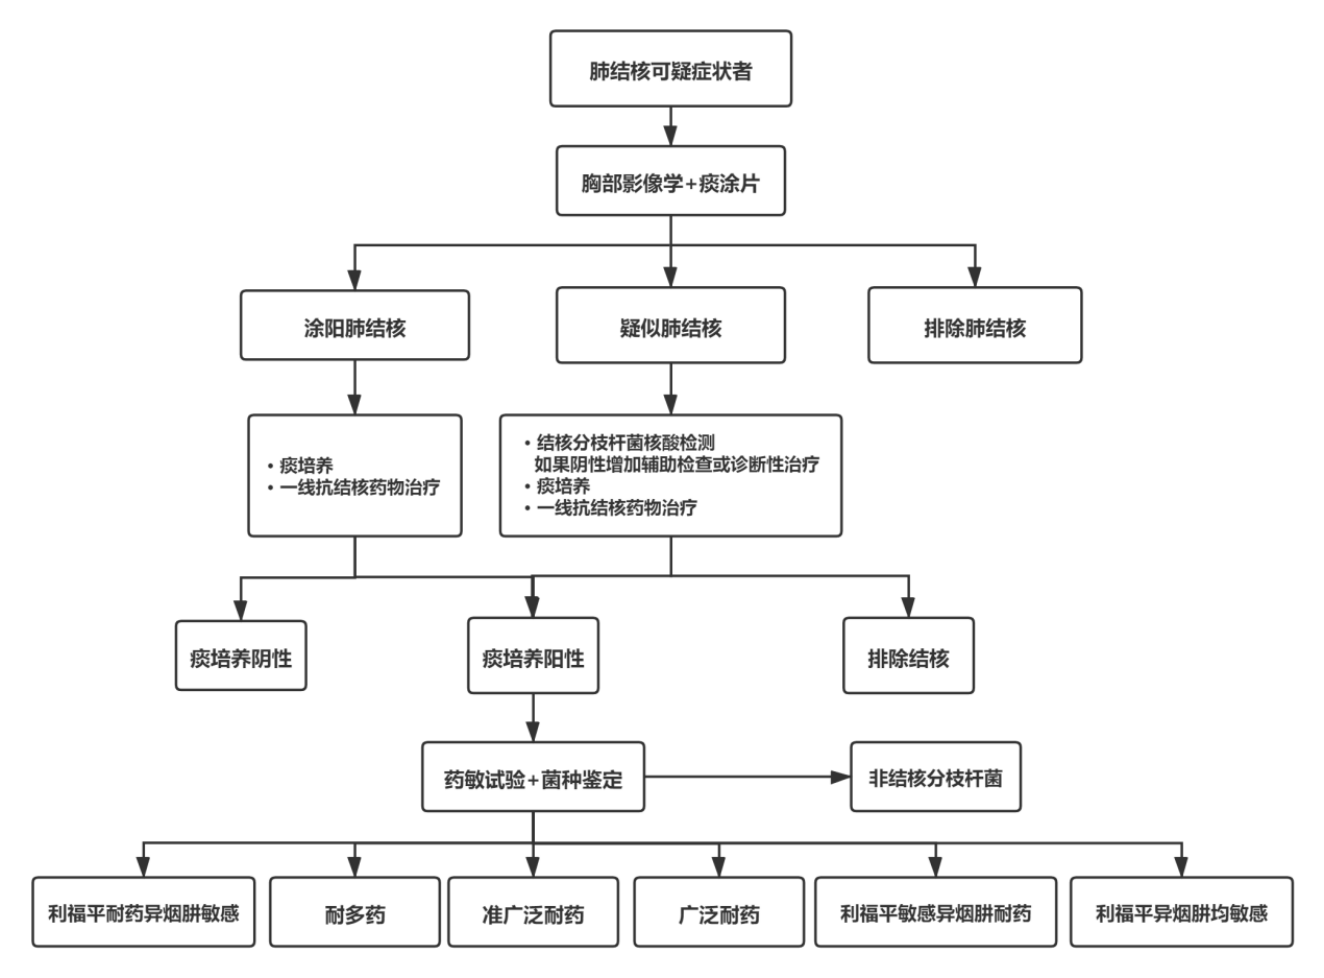 肺结核可疑症状者
胸部影像学+痰涂片
涂阳肺结核
疑似肺结核
排除肺结核
• 痰培养
• 一线抗结核药物治疗
• 结核分枝杆菌核酸检测
如果阴性增加辅助检查或诊断性治疗
• 痰培养
• 一线抗结核药物治疗
痰培养阴性
痰培养阳性
排除结核
药敏试验+菌种鉴定
非结核分枝杆菌
利福平耐药异烟肼敏感
耐多药
准广泛耐药
广泛耐药
利福平敏感异烟肼耐药
利福平异烟肼均敏感